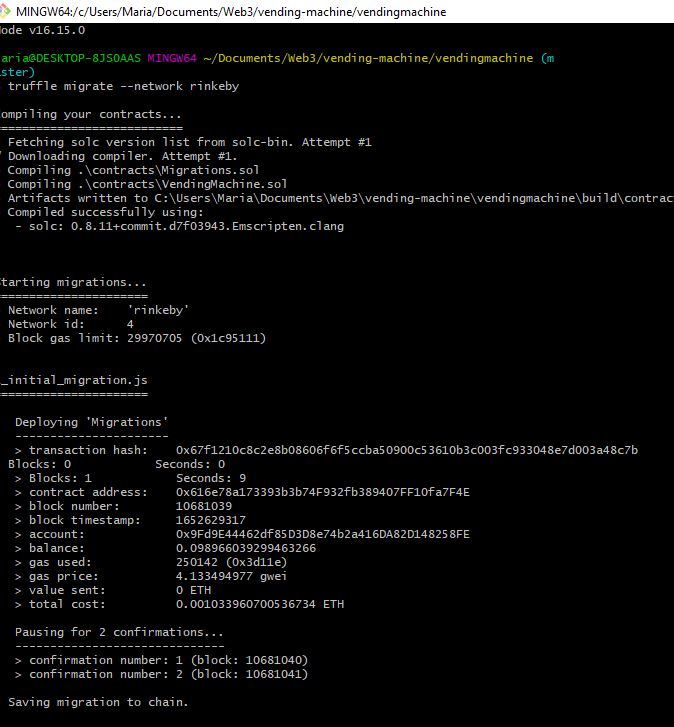 MINGW64:/c/Users/Maria/Documents/Web3/vending-machine/vendingmachine
ode v16.15.0
aria@DESKTOP-8JSOAAS MINGW64 ~/Documents/Web3/vending-machine/vendingmachine (m
aster)
truffle migrate --network rinkeby
ompiling your contracts...
===========================
Fetching solc version list from solc-bin. Attempt #1
Downloading compiler. Attempt #1.
Compiling .\contracts\Migrations.sol
Compiling .\contracts\VendingMachine.sol
Artifacts written to C:\Users\Maria\Documents\Web3\vending-machine\vendingmachine\build\contrac
Compiled successfully using:
- solc: 0.8.11+commit.d7f03943.Emscripten.clang
tarting migrations...
======================
Network name: 'rinkeby'
Network id: 4
Block gas limit: 29970705 (0x1c95111)
_initial_migration.js
======================
Deploying 'Migrations'
----------------------
> transaction hash: 0x67f1210c8c2e8b08606f6f5ccba50900c53610b3c003fc933048e7d003a48c7b
Blocks: 0 Seconds: 0
> Blocks: 1 Seconds: 9
> contract address: 0x616e78a173393b3b74F932fb389407FF10fa7F4E
> block number: 10681039
> block timestamp: 1652629317
> account: 0x9Fd9E44462df85D3D8e74b2a416DA82D148258FE
> balance: 0.098966039299463266
> gas used: 250142 (0x3d11e)
> gas price: 4.133494977 gwei
> value sent: 0 ETH
> total cost: 0.001033960700536734 ETH
Pausing for 2 confirmations...
------------------------------
> confirmation number: 1 (block: 10681040)
> confirmation number: 2 (block: 10681041)
Saving migration to chain.